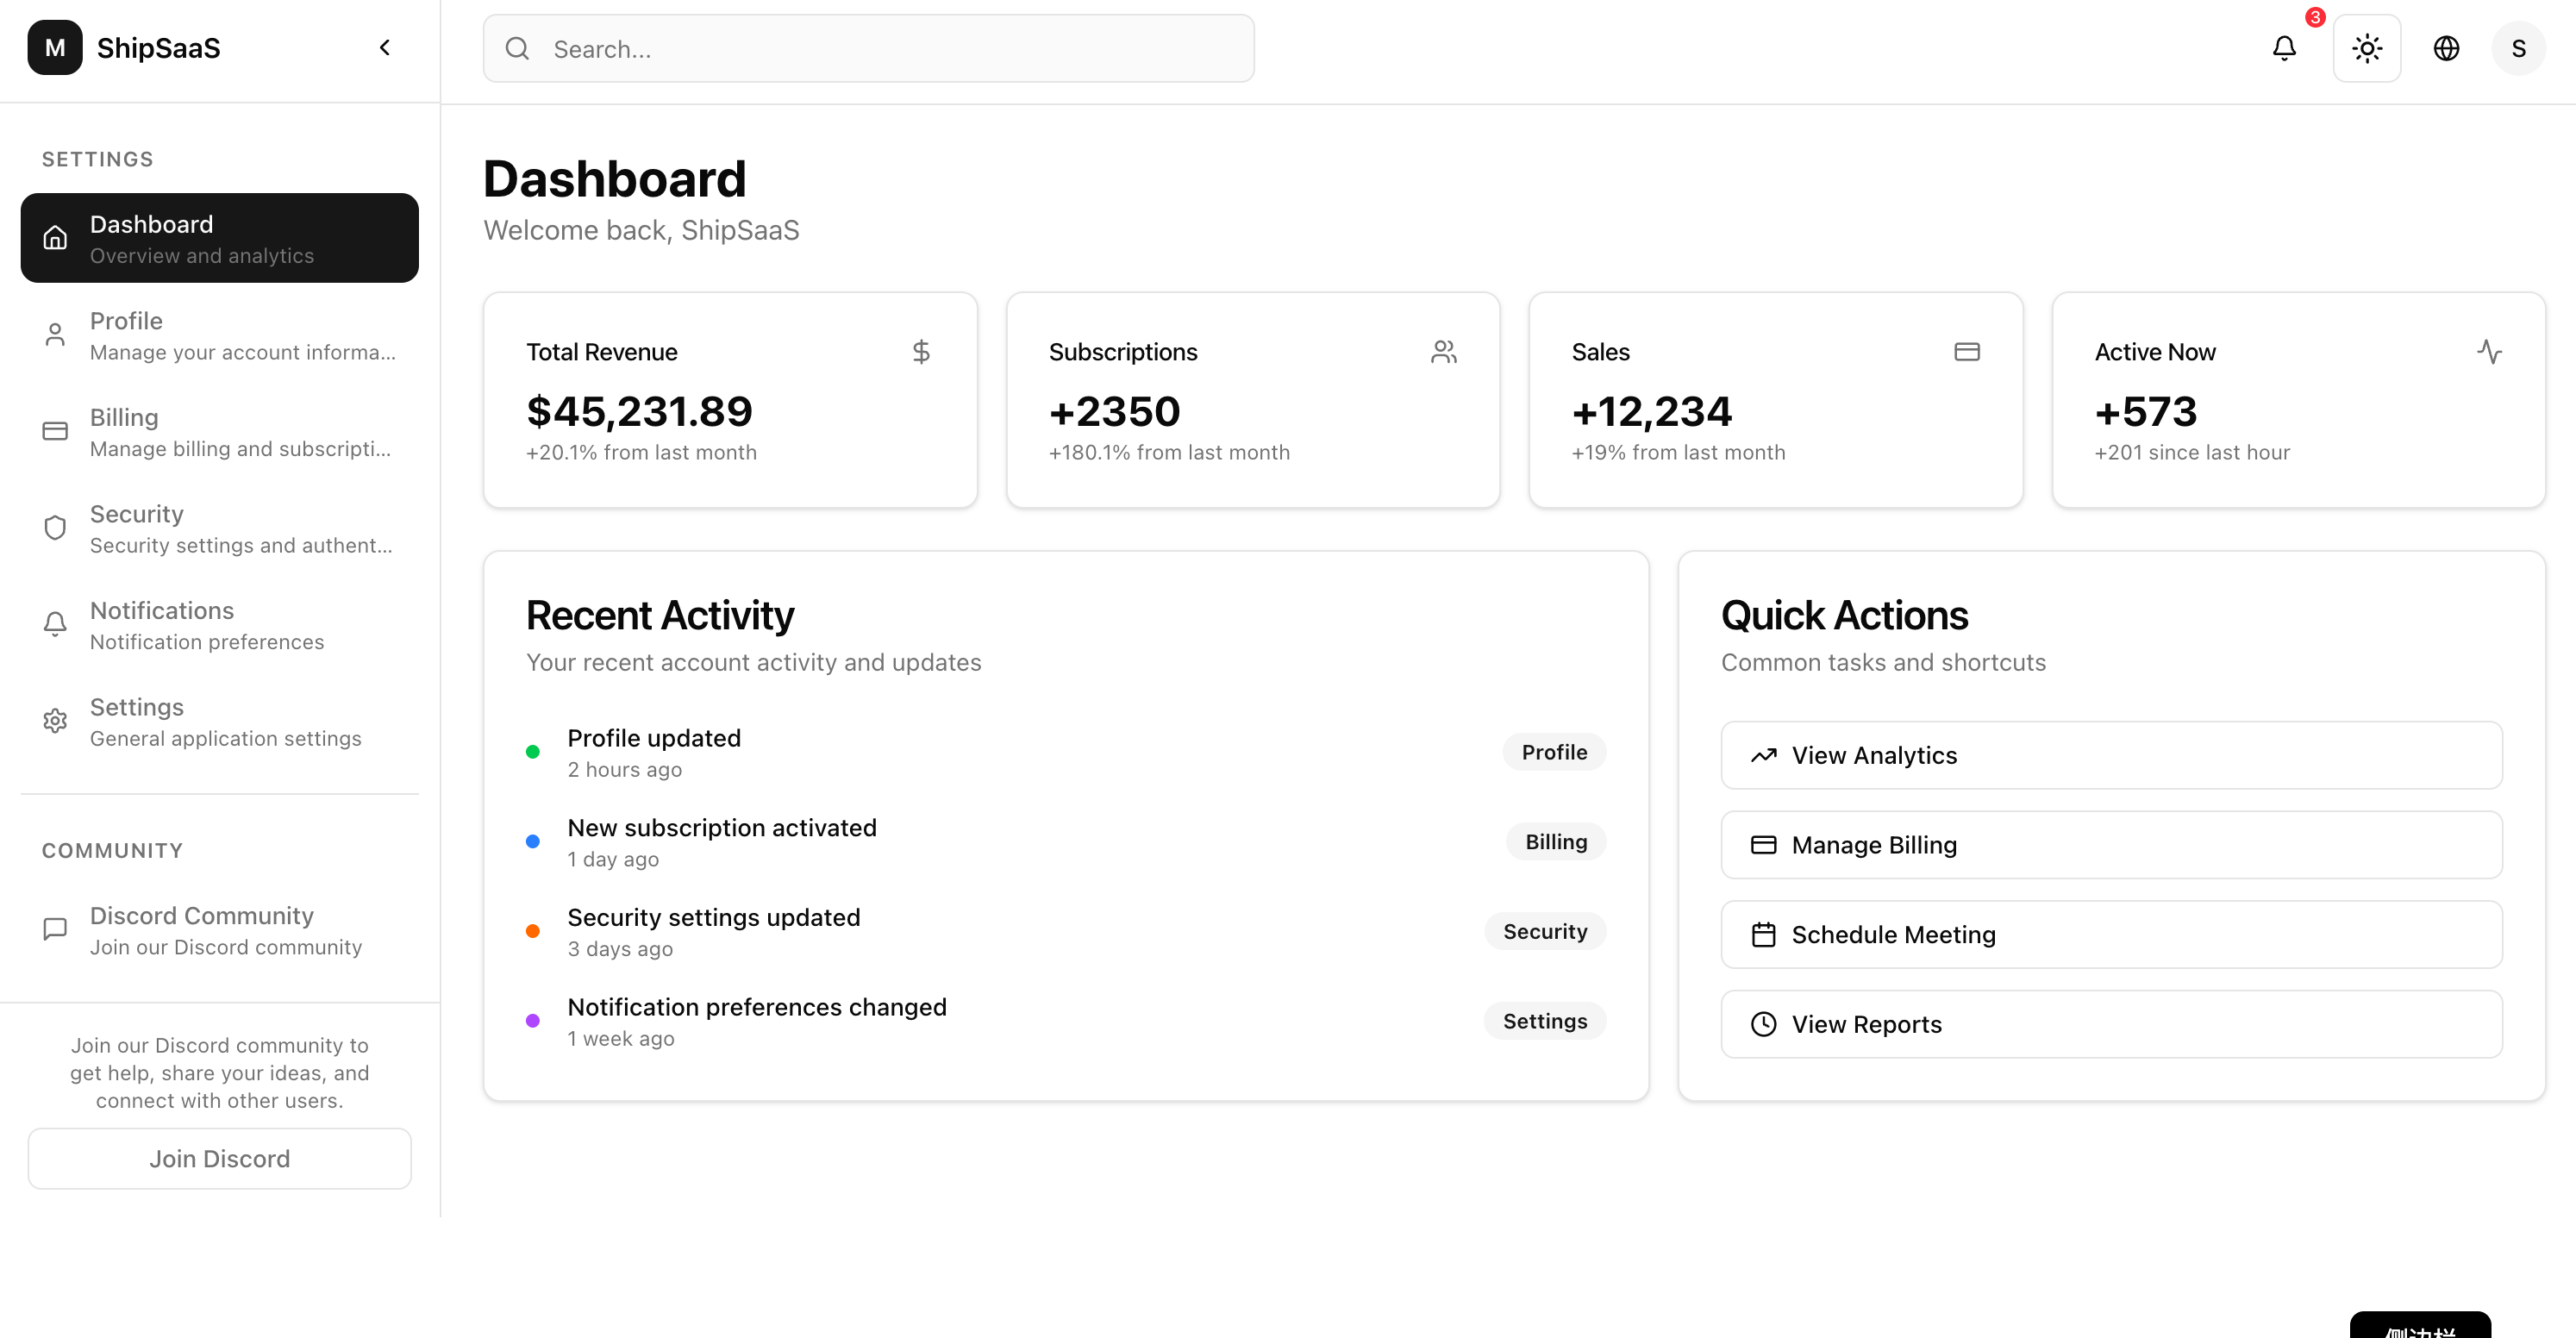 M ShipSaaS
Search...
3
S
SETTINGS
Dashboard
Overview and analytics
Profile
Manage your account informa...
Billing
Manage billing and subscripti...
Security
Security settings and authent...
Notifications
Notification preferences
Settings
General application settings
COMMUNITY
Discord Community
Join our Discord community
Join our Discord community to
get help, share your ideas, and
connect with other users.
Join Discord
Dashboard
Welcome back, ShipSaaS
Total Revenue
$45,231.89
+20.1% from last month
Subscriptions
+2350
+180.1% from last month
Sales
+12,234
+19% from last month
Active Now
+573
+201 since last hour
Recent Activity
Your recent account activity and updates
Profile updated
2 hours ago
Profile
New subscription activated
1 day ago
Billing
Security settings updated
3 days ago
Security
Notification preferences changed
1 week ago
Settings
Quick Actions
Common tasks and shortcuts
View Analytics
Manage Billing
Schedule Meeting
View Reports
侧边栏